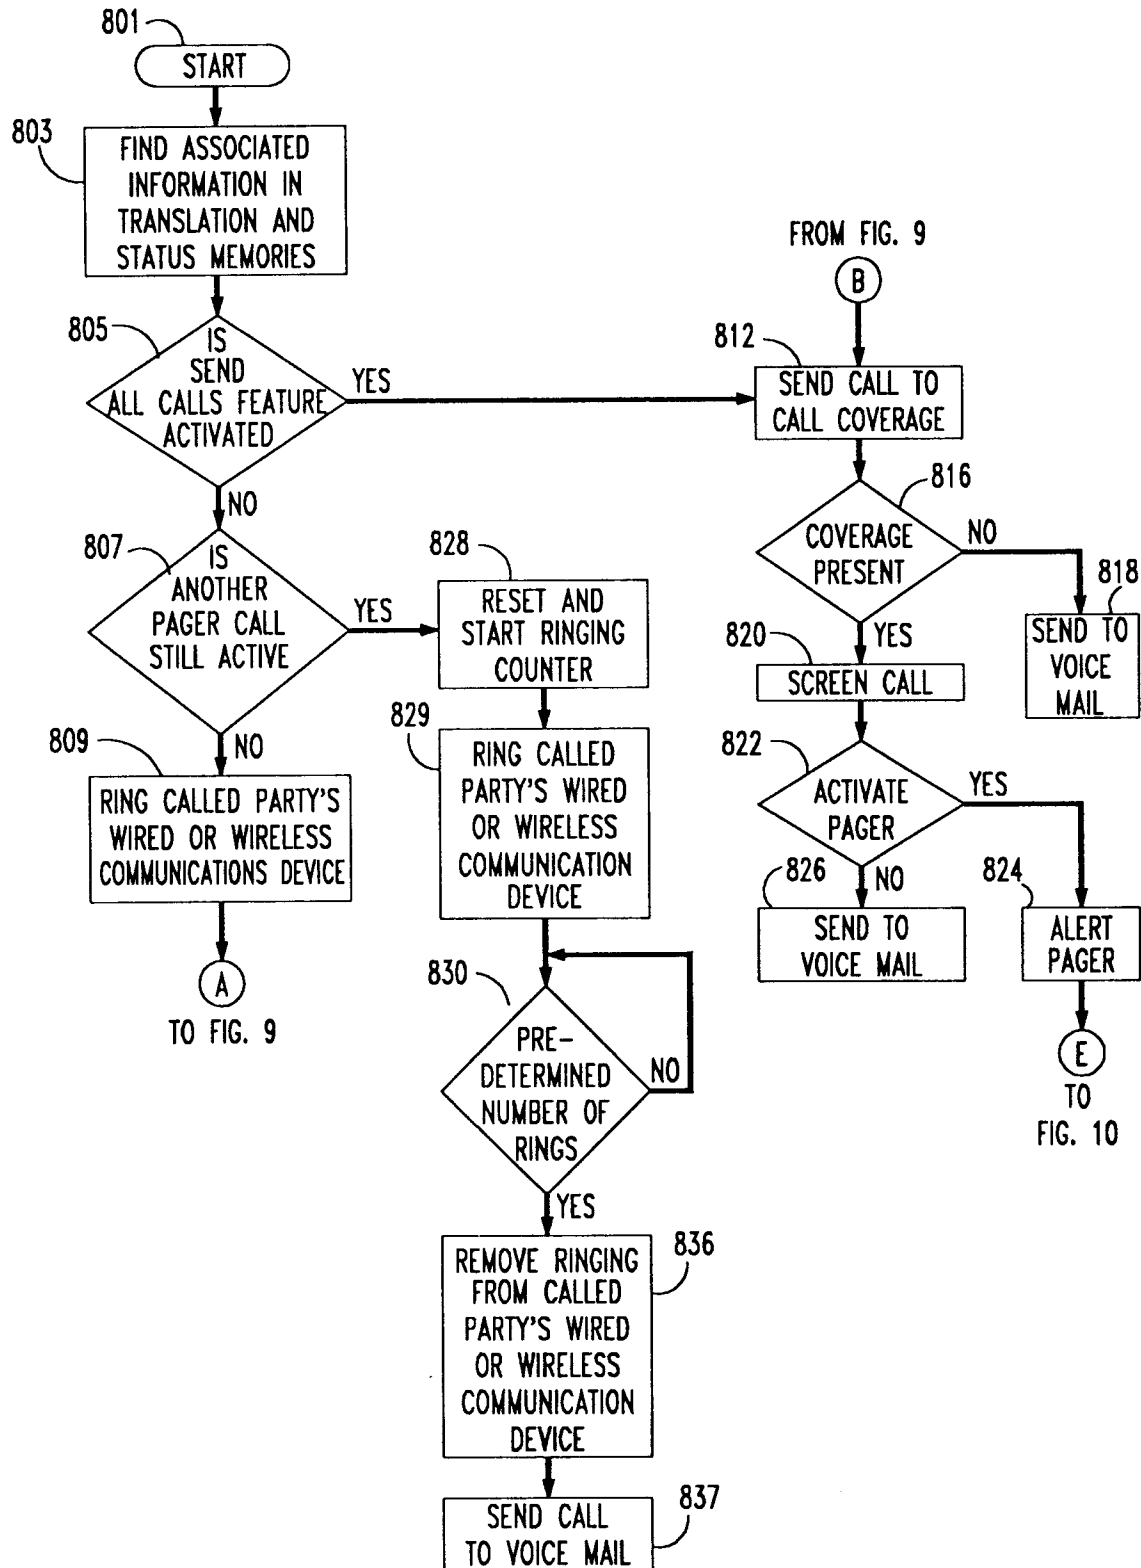 801
START
803
FIND ASSOCIATED
INFORMATION IN
TRANSLATION AND
STATUS MEMORIES
805
IS
SEND
ALL CALLS FEATURE
ACTIVATED
YES
NO
807
IS
ANOTHER
PAGER CALL
STILL ACTIVE
YES
NO
809
RING CALLED PARTY'S
WIRED OR WIRELESS
COMMUNICATIONS DEVICE
A
TO FIG. 9
828
RESET AND
START RINGING
COUNTER
829
RING CALLED
PARTY'S WIRED
OR WIRELESS
COMMUNICATION
DEVICE
830
PRE-
DETERMINED
NUMBER OF
RINGS
NO
YES
836
REMOVE RINGING
FROM CALLED
PARTY'S WIRED
OR WIRELESS
COMMUNICATION
DEVICE
837
SEND CALL
TO VOICE MAIL
FROM FIG. 9
B
812
SEND CALL TO
CALL COVERAGE
816
COVERAGE
PRESENT
NO
818
SEND TO
VOICE
MAIL
YES
820
SCREEN CALL
822
ACTIVATE
PAGER
YES
NO
826
SEND TO
VOICE MAIL
824
ALERT
PAGER
E
TO
FIG. 10